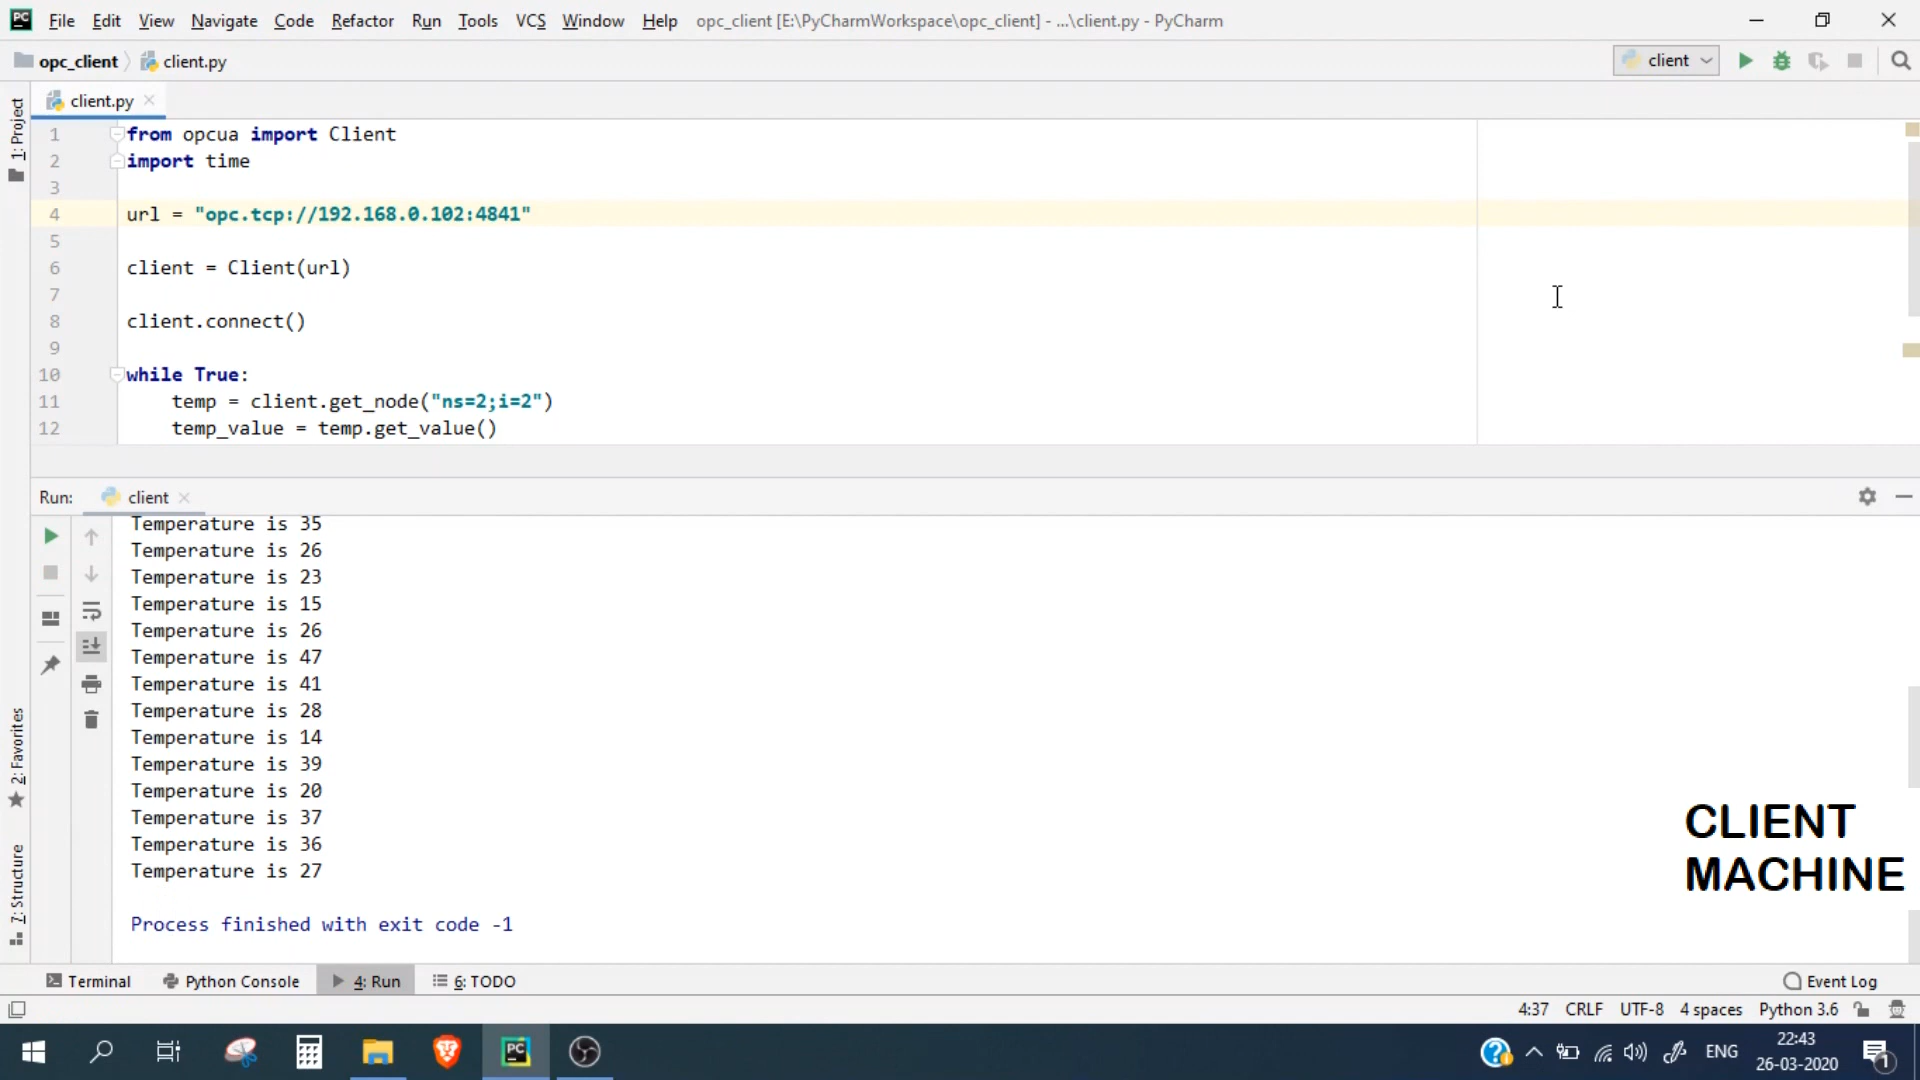 PC File Edit View Navigate Code Refactor Run Tools VCS Window Help opc_client [E:\PyCharmWorkspace\opc_client] - ...\client.py - PyCharm
opc_client client.py client
1: Project
client.py
1 from opcua import Client
2 import time
3
4 url = "opc.tcp://192.168.0.102:4841"
5
6 client = Client(url)
7
8 client.connect()
9
10 while True:
11 temp = client.get_node("ns=2;i=2")
12 temp_value = temp.get_value()
Run: client
Temperature is 35
Temperature is 26
Temperature is 23
Temperature is 15
Temperature is 26
Temperature is 47
Temperature is 41
Temperature is 28
Temperature is 14
Temperature is 39
Temperature is 20
Temperature is 37
Temperature is 36
Temperature is 27
Process finished with exit code -1
2: Favorites
7: Structure
CLIENT
MACHINE
Terminal Python Console 4: Run 6: TODO Event Log
4:37 CRLF UTF-8 4 spaces Python 3.6
PC ENG 22:43
26-03-2020
1